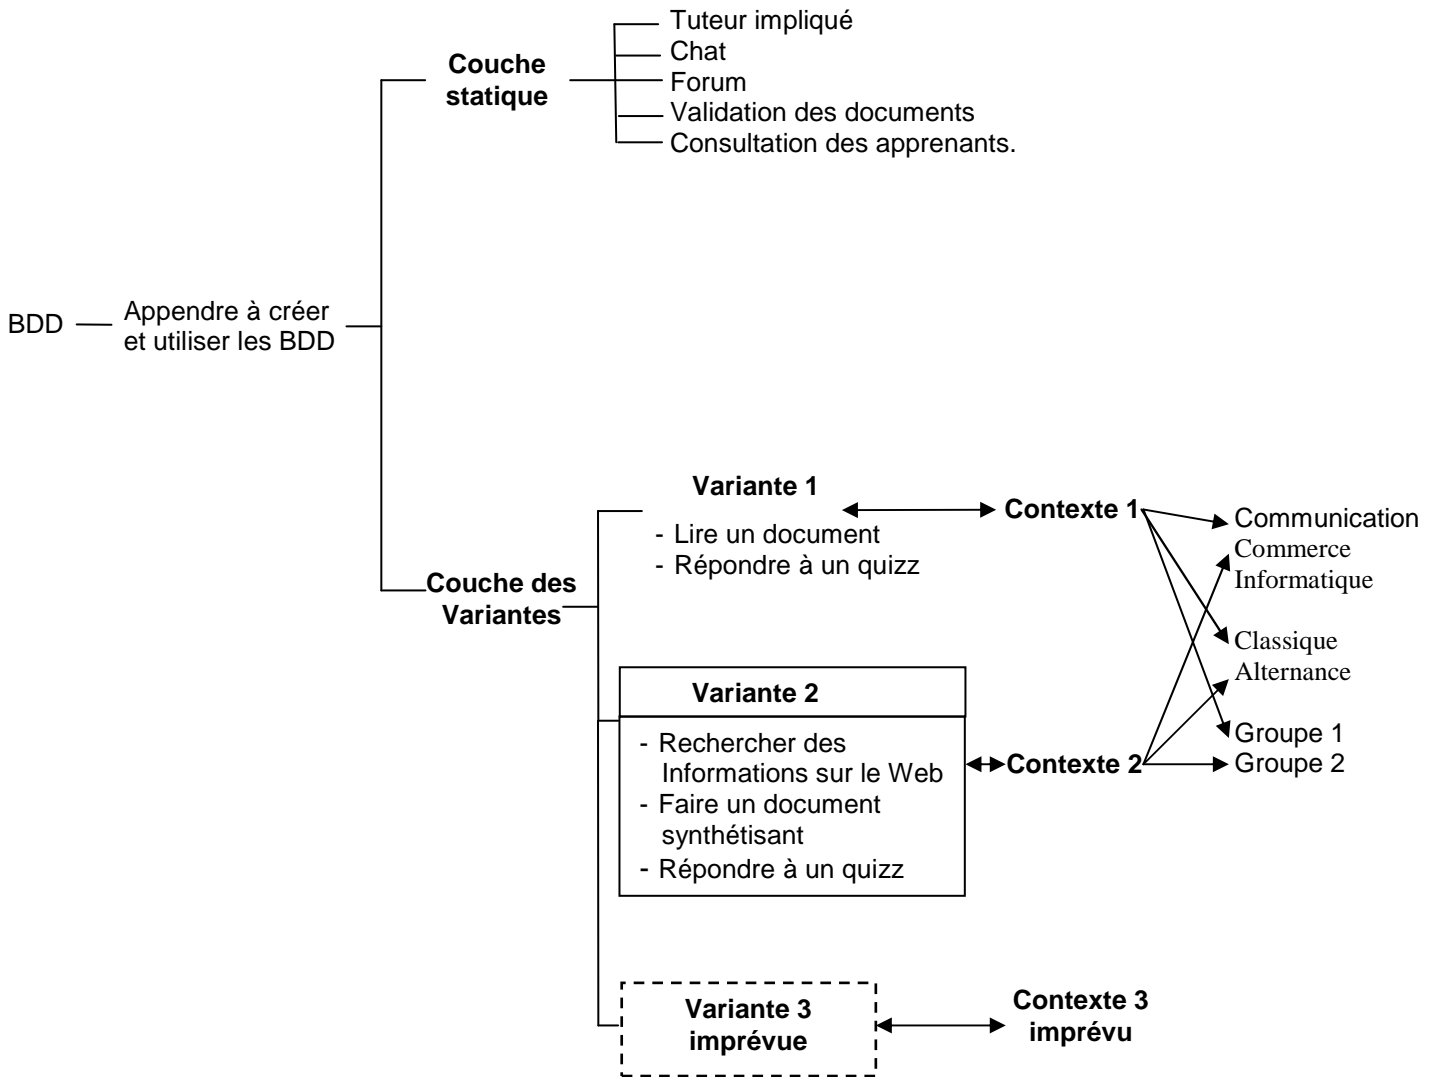 Tuteur impliqué
Chat
Forum
Validation des documents
Consultation des apprenants.
Couche
statique
BDD
Appendre à créer
et utiliser les BDD
Couche des
Variantes
Variante 1
- Lire un document
- Répondre à un quizz
Contexte 1
Communication
Commerce
Informatique
Classique
Alternance
Groupe 1
Groupe 2
Variante 2
- Rechercher des
Informations sur le Web
- Faire un document
synthétisant
- Répondre à un quizz
Contexte 2
Variante 3
imprévue
Contexte 3
imprévu